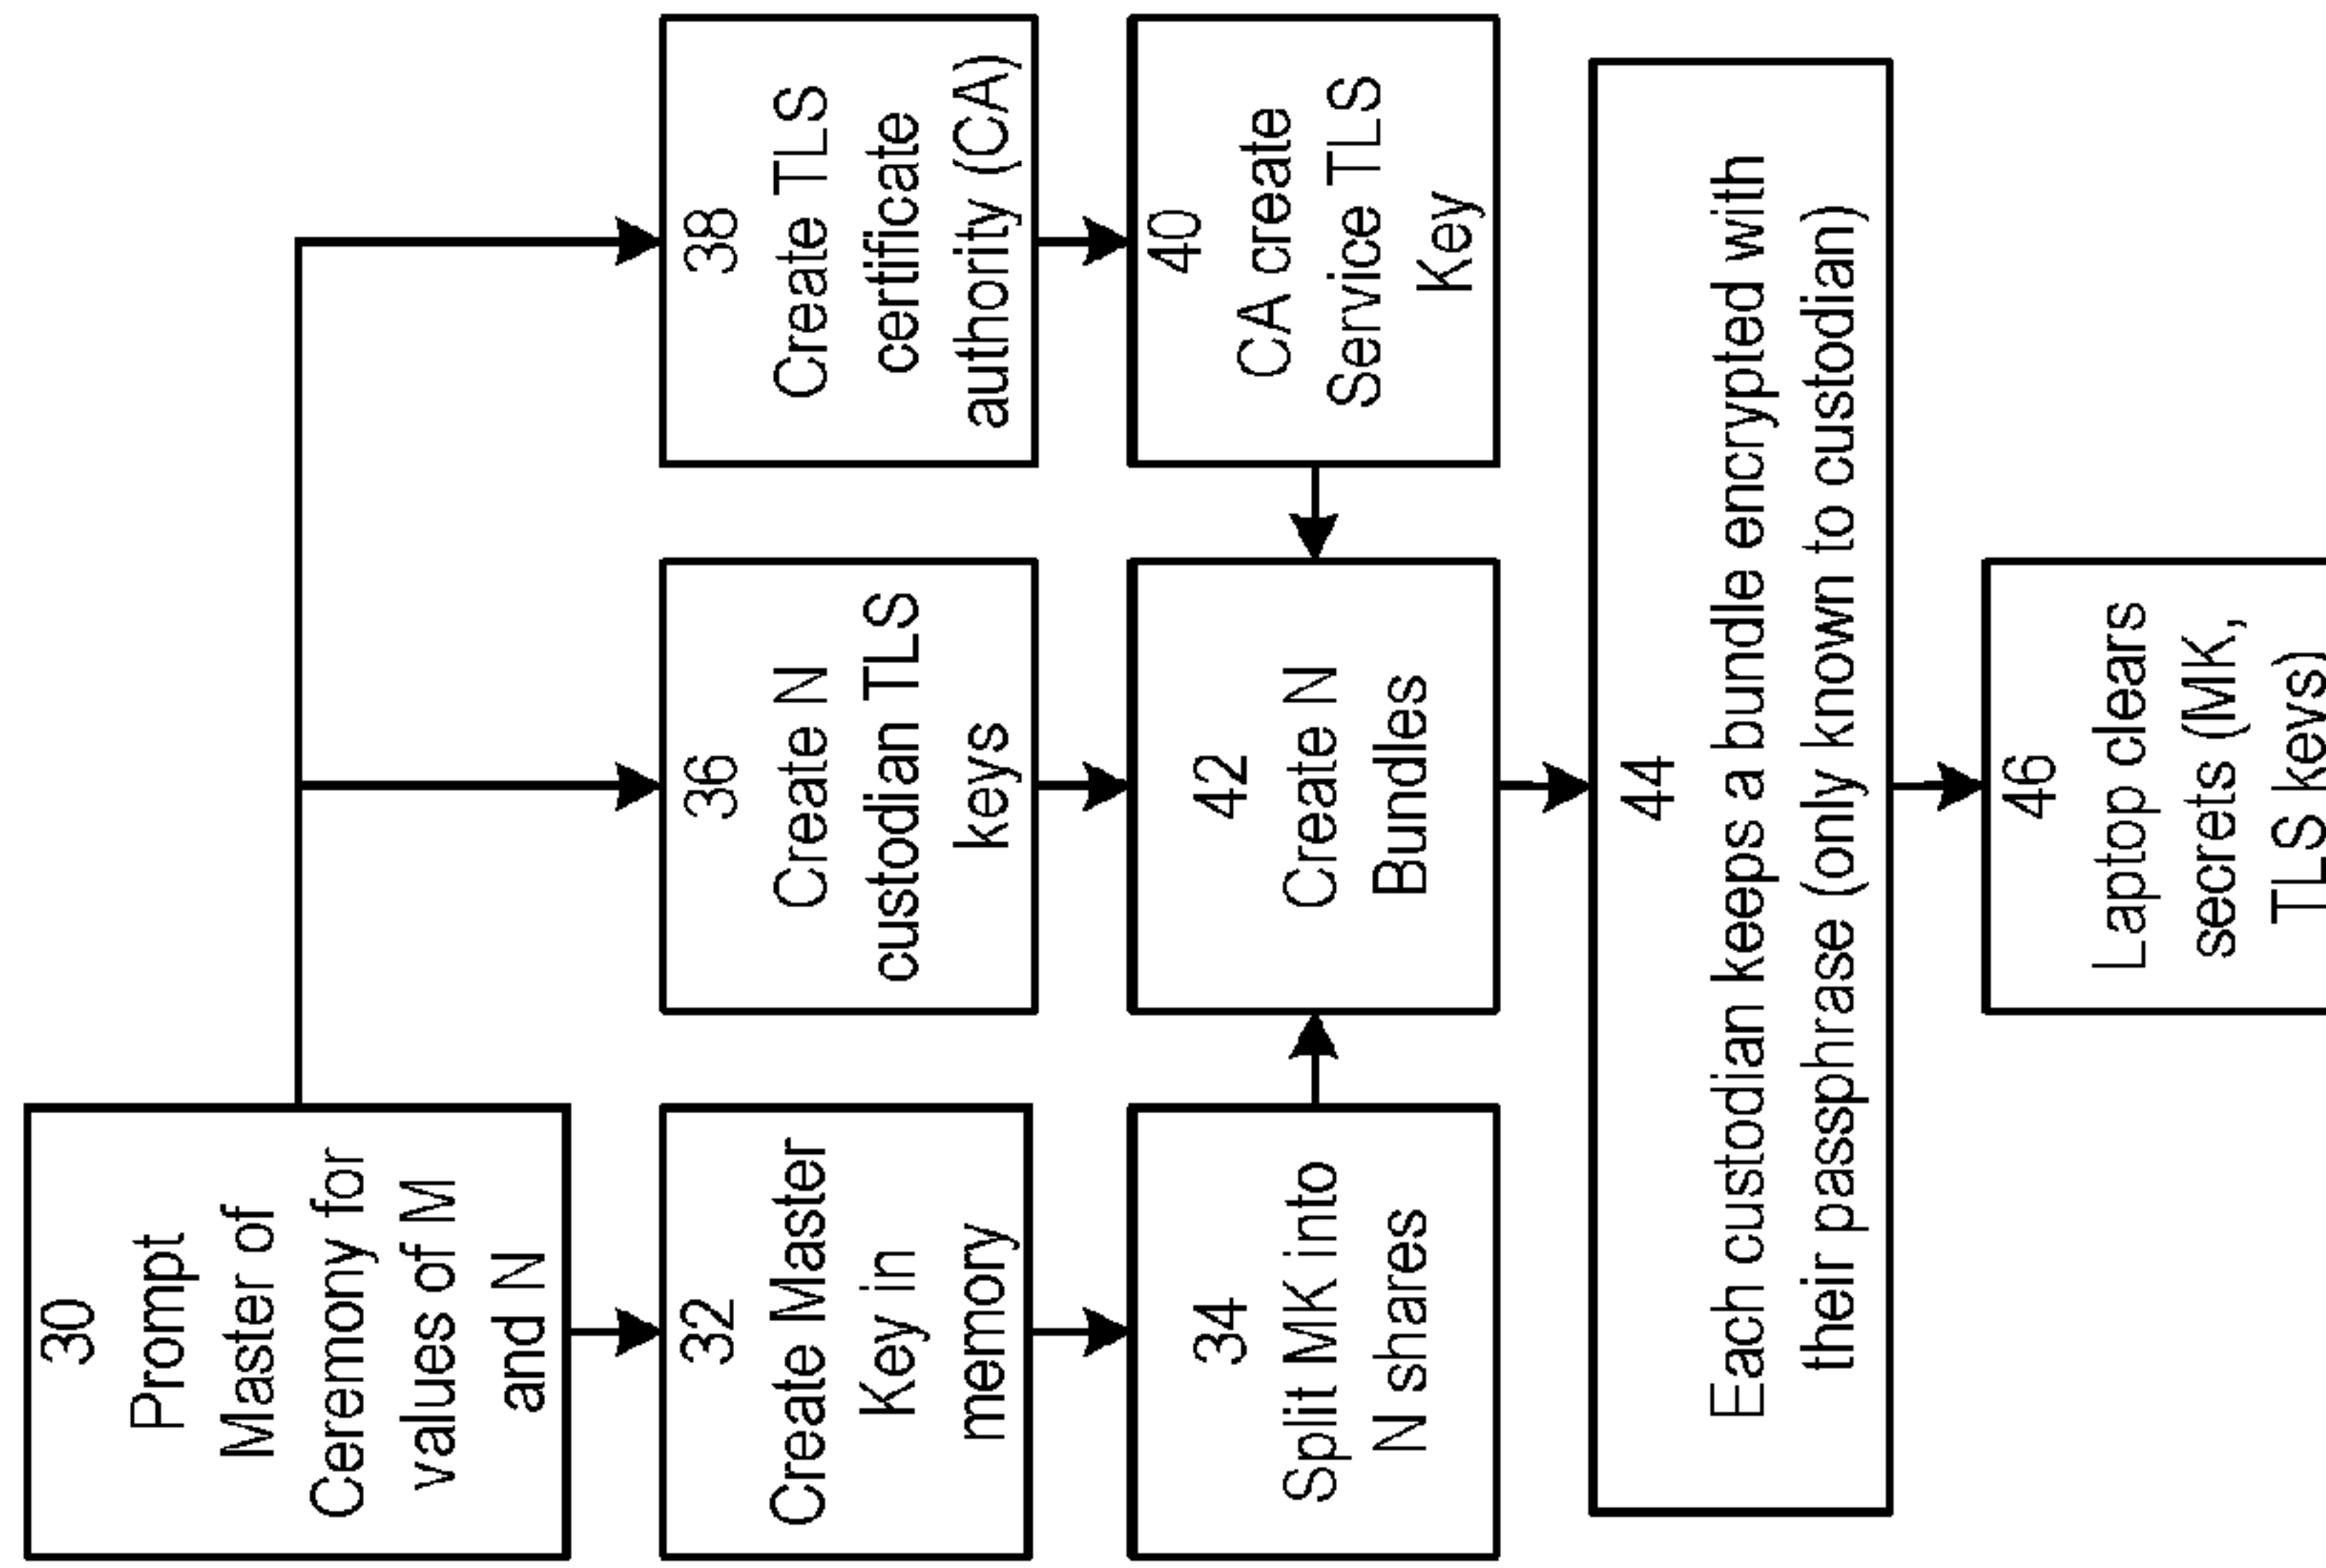 30
Prompt
Master of
Ceremony for
values of M
and N
32
Create Master
Key in
memory
34
Split MK into
N shares
36
Create N
custodian TLS
keys
38
Create TLS
certificate
authority (CA)
40
CA create
Service TLS
Key
42
Create N
Bundles
44
Each custodian keeps a bundle encrypted with
their passphrase (only known to custodian)
46
Laptop clears
secrets (MK,
TLS keys)